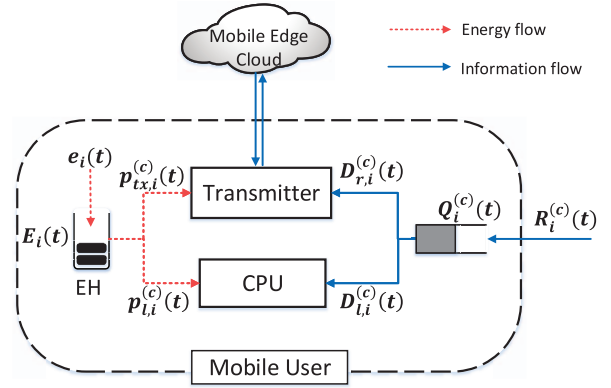 Mobile Edge
Cloud
Energy flow
Information flow
e_i(t)
p_{tx,i}^{(c)}(t)
Transmitter
D_{r,i}^{(c)}(t)
Q_i^{(c)}(t)
R_i^{(c)}(t)
E_i(t)
EH
CPU
p_{l,i}^{(c)}(t)
D_{l,i}^{(c)}(t)
Mobile User